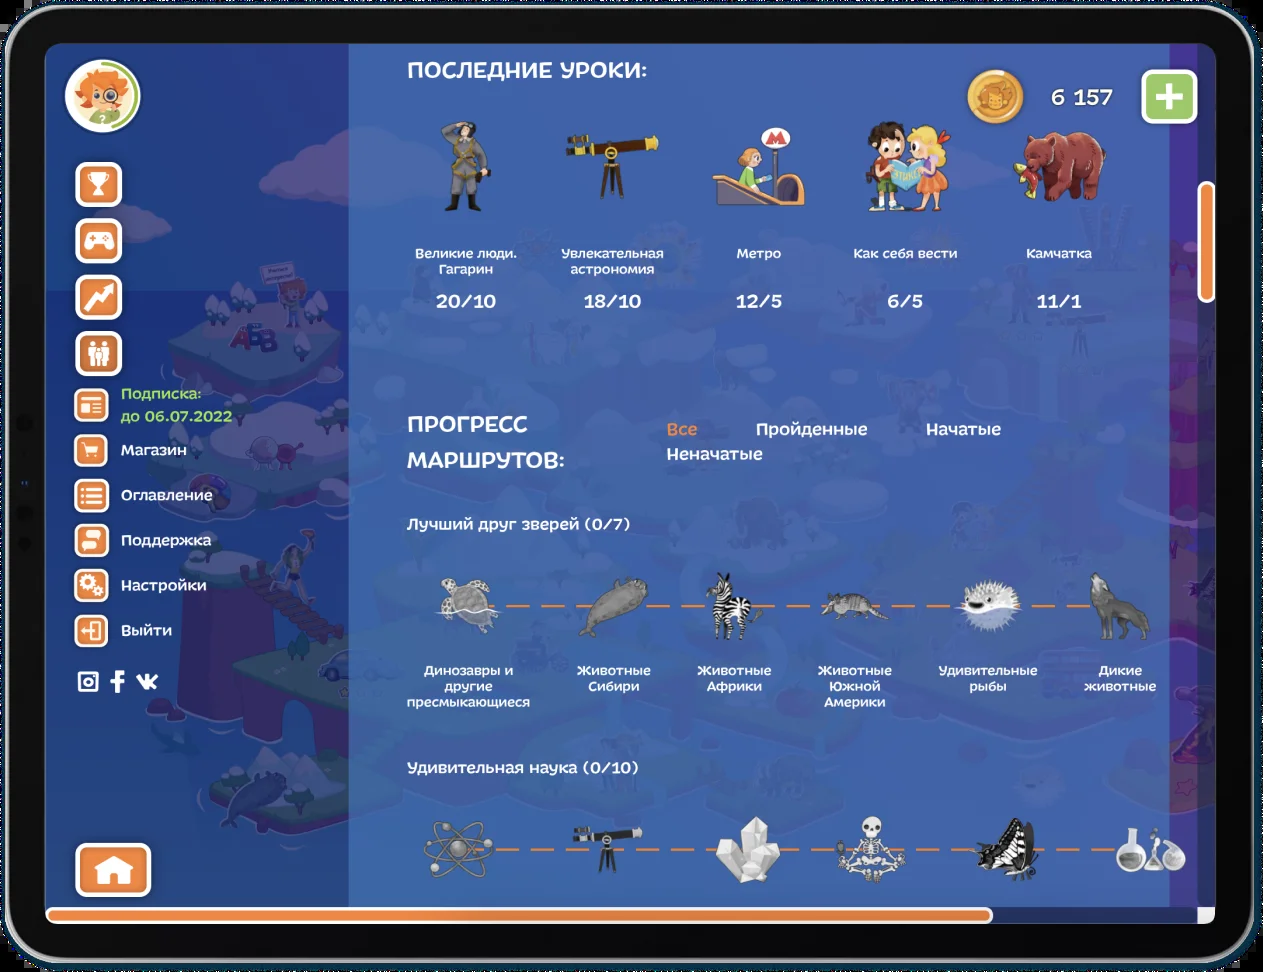 ПОСЛЕДНИЕ УРОКИ:
6 157
Великие люди.
Гагарин
20/10
Увлекательная
астрономия
18/10
Метро
12/5
Как себя вести
6/5
Камчатка
11/1
Подписка:
до 06.07.2022
Магазин
Оглавление
Поддержка
Настройки
Выйти
ПРОГРЕСС
МАРШРУТОВ:
Все
Пройденные
Начатые
Неначатые
Лучший друг зверей (0/7)
Динозавры и
другие
пресмыкающиеся
Животные
Сибири
Животные
Африки
Животные
Южной
Америки
Удивительные
рыбы
Дикие
животные
Удивительная наука (0/10)
М
АБВ
?